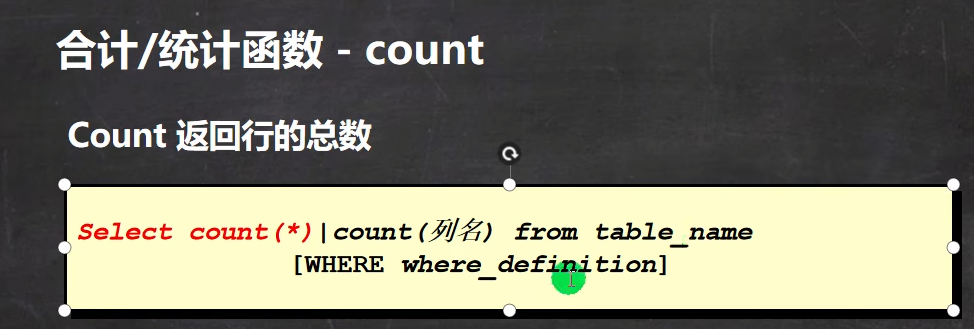 合计/统计函数 - count
Count 返回行的总数
Select count(*)|count(列名) from table_name
[WHERE where_definition]